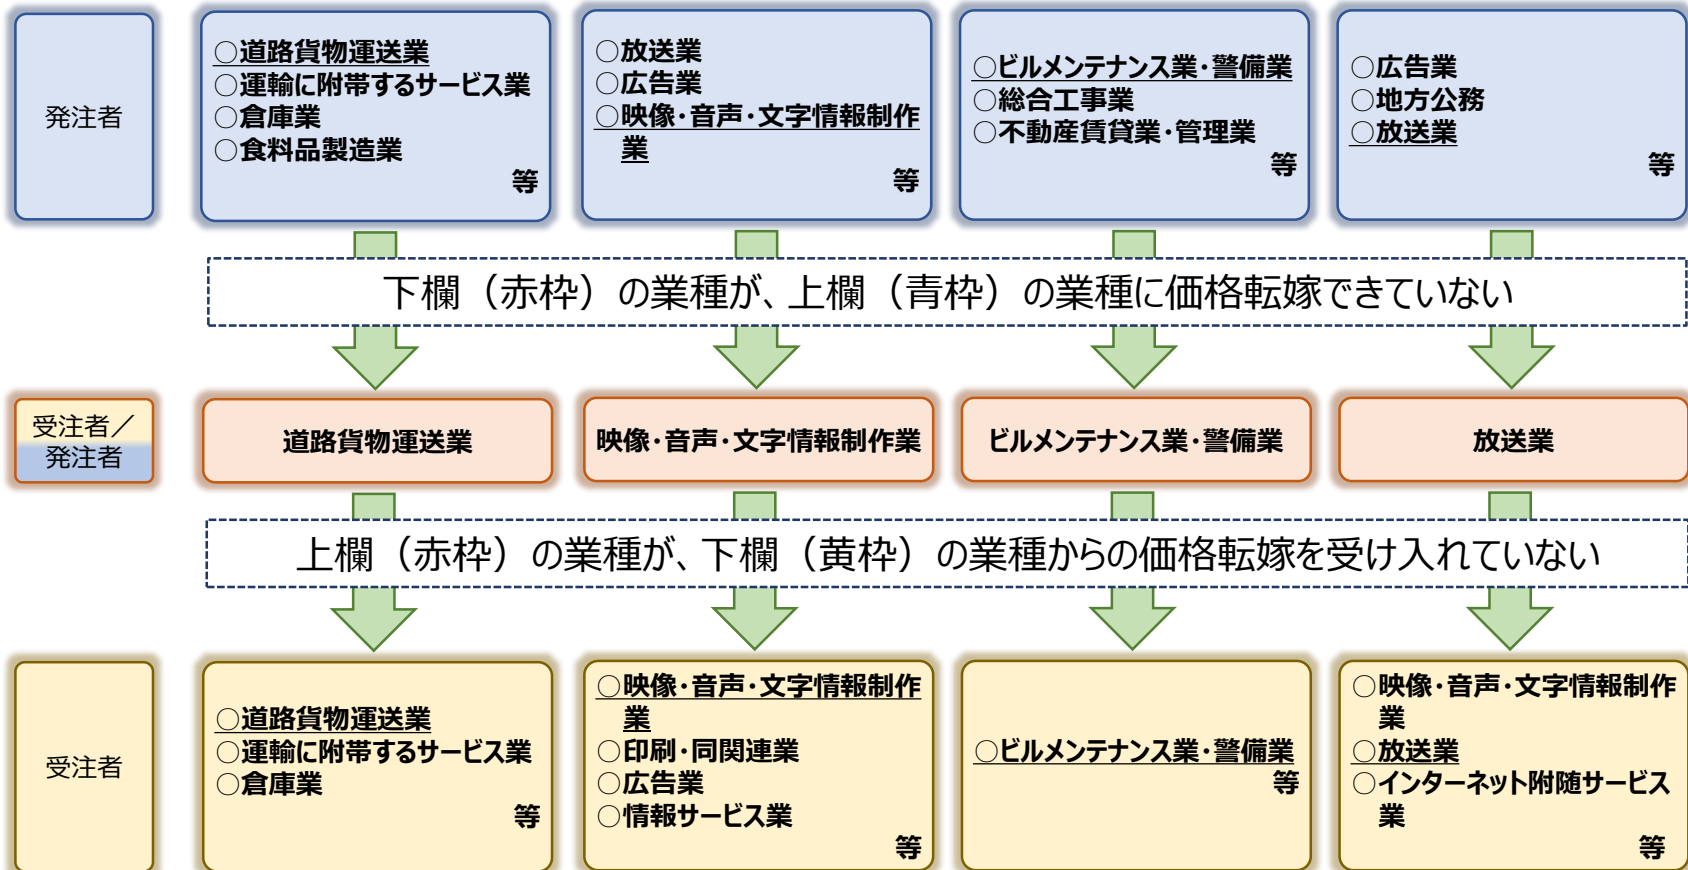 発注者
○道路貨物運送業
○運輸に附帯するサービス業
○倉庫業
○食料品製造業
等
○放送業
○広告業
○映像・音声・文字情報制作
業
等
○ビルメンテナンス業・警備業
○総合工事業
○不動産賃貸業・管理業
等
○広告業
○地方公務
○放送業
等
下欄（赤枠）の業種が、上欄（青枠）の業種に価格転嫁できていない
受注者／
発注者
道路貨物運送業
映像・音声・文字情報制作業
ビルメンテナンス業・警備業
放送業
上欄（赤枠）の業種が、下欄（黄枠）の業種からの価格転嫁を受け入れていない
受注者
○道路貨物運送業
○運輸に附帯するサービス業
○倉庫業
等
○映像・音声・文字情報制作
業
○印刷・同関連業
○広告業
○情報サービス業
等
○ビルメンテナンス業・警備業
等
○映像・音声・文字情報制作
業
○放送業
○インターネット附随サービス
業
等